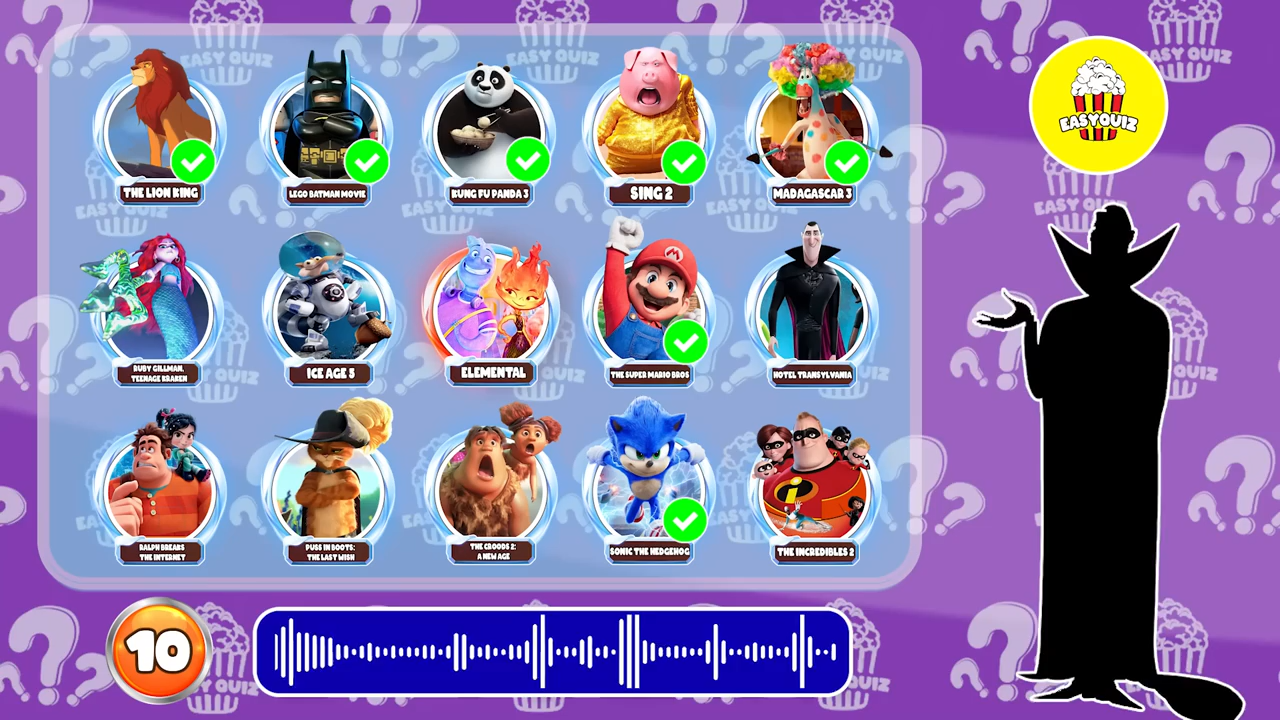 EASY QUIZ
EASYQUIZ
THE LION KING
LEGO BATMAN MOVIE
KUNG FU PANDA 3
SING 2
MADAGASCAR 3
M
RUBY GILLMAN,
TEENAGE KRAKEN
ICE AGE 5
ELEMENTAL
THE SUPER MARIO BROS
HOTEL TRANSYLVANIA
RALPH BREAKS
THE INTERNET
PUSS IN BOOTS:
THE LAST WISH
THE CROODS 2:
A NEW AGE
SONIC THE HEDGEHOG
THE INCREDIBLES 2
10